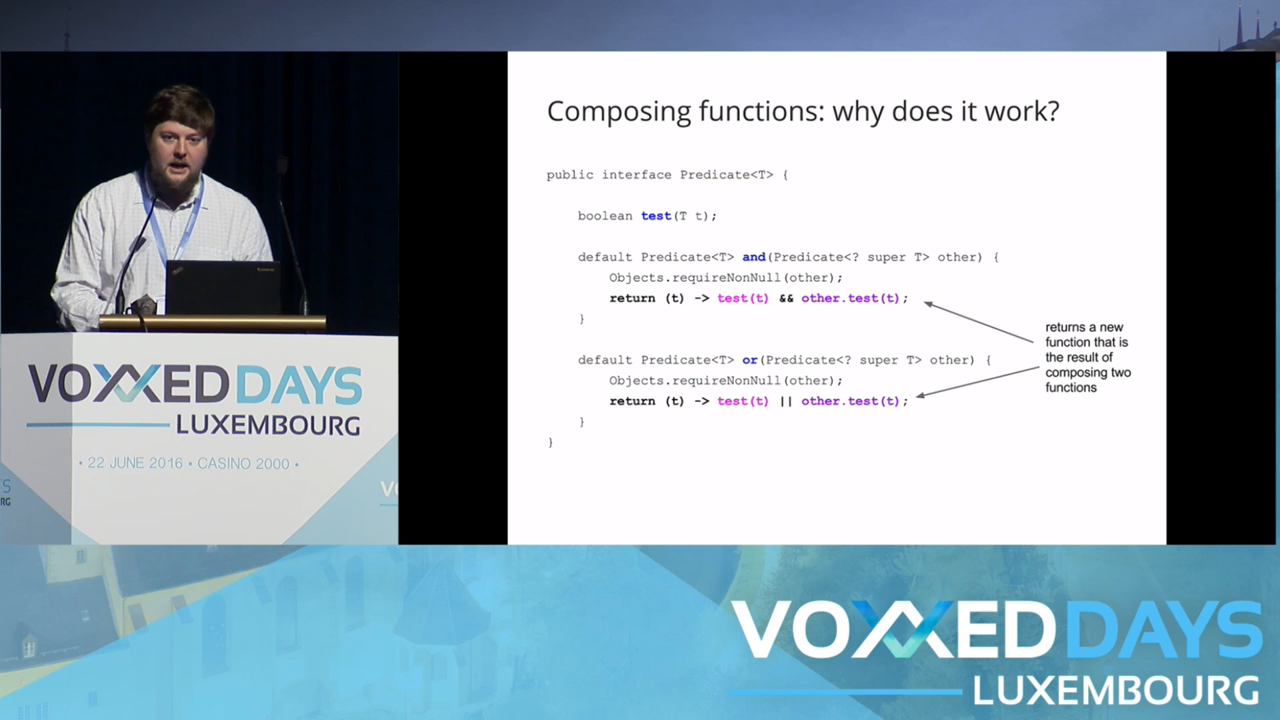 Composing functions: why does it work?
public interface Predicate<T> {
boolean test(T t);
default Predicate<T> and(Predicate<? super T> other) {
Objects.requireNonNull(other);
return (t) -> test(t) && other.test(t);
}
default Predicate<T> or(Predicate<? super T> other) {
Objects.requireNonNull(other);
return (t) -> test(t) || other.test(t);
}
}
returns a new
function that is
the result of
composing two
functions
VOXXED DAYS
LUXEMBOURG
• 22 JUNE 2016 • CASINO 2000 •
VOXXED DAYS
LUXEMBOURG